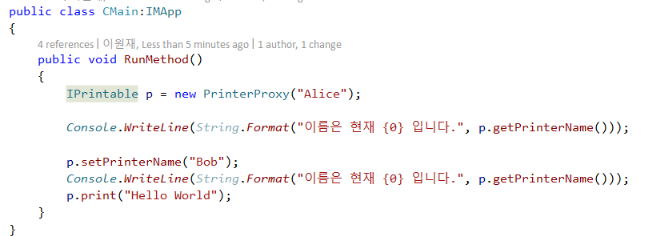 public class CMain:IMApp
{
4 references | 이원재, Less than 5 minutes ago | 1 author, 1 change
public void RunMethod()
{
IPrintable p = new PrinterProxy("Alice");
Console.WriteLine(String.Format("이름은 현재 {0} 입니다.", p.getPrinterName()));
p.setPrinterName("Bob");
Console.WriteLine(String.Format("이름은 현재 {0} 입니다.", p.getPrinterName()));
p.print("Hello World");
}
}